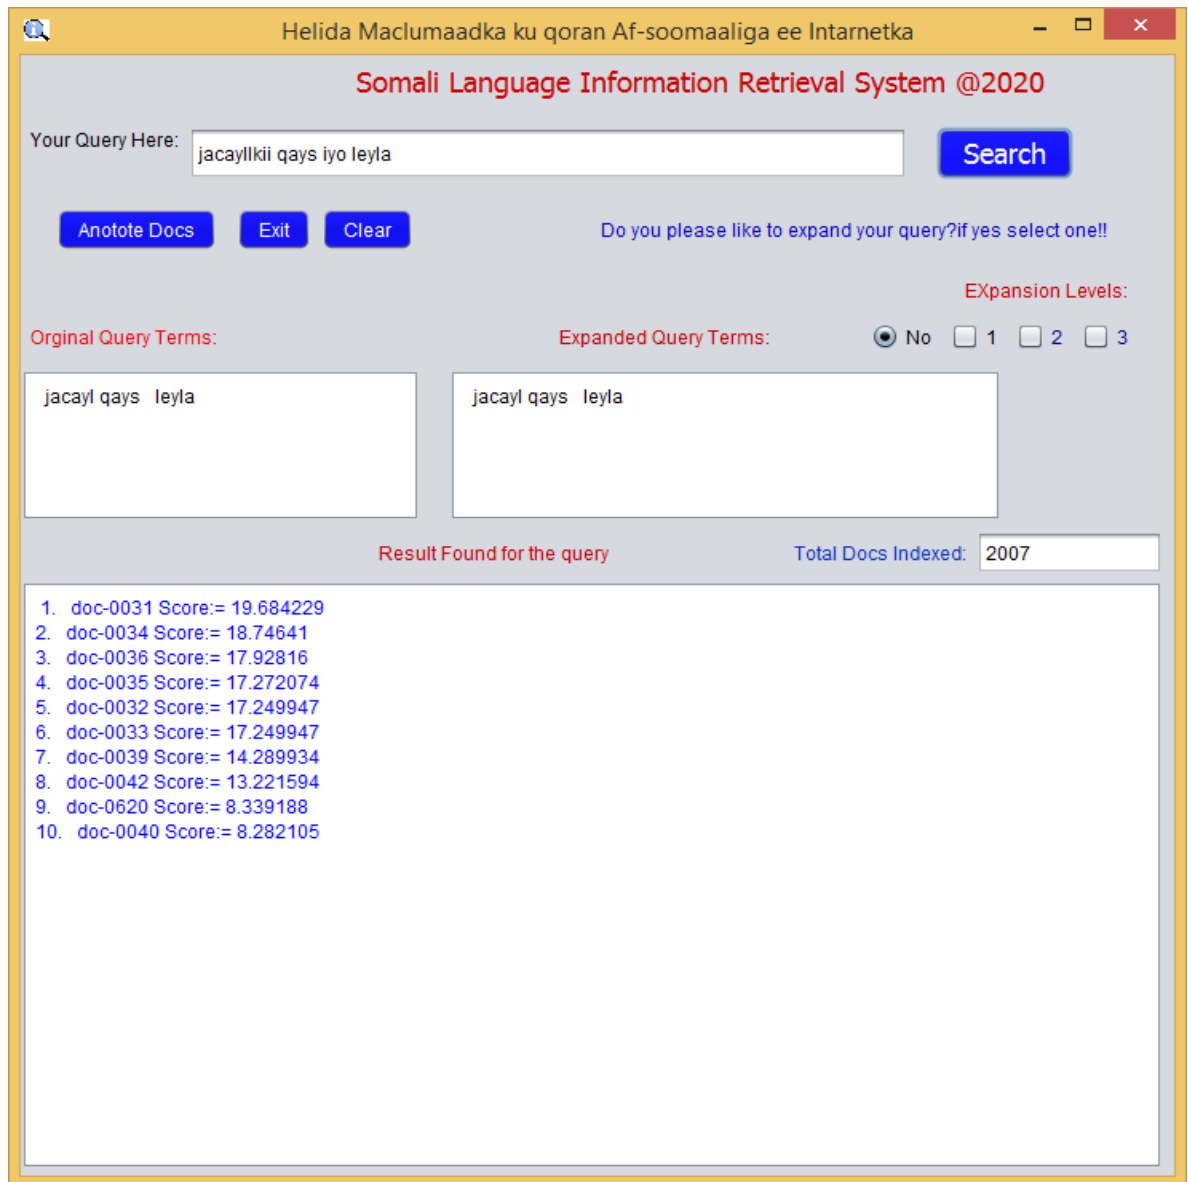 Helida Maclumaadka ku qoran Af-soomaaliga ee Intarnetka
Somali Language Information Retrieval System @2020
Your Query Here: jacayllkii qays iyo leyla Search
Anotote Docs Exit Clear Do you please like to expand your query?if yes select one!!
EXpansion Levels:
Orginal Query Terms: Expanded Query Terms: No 1 2 3
jacayl qays leyla jacayl qays leyla
Result Found for the query Total Docs Indexed: 2007
1. doc-0031 Score:= 19.684229
2. doc-0034 Score:= 18.74641
3. doc-0036 Score:= 17.92816
4. doc-0035 Score:= 17.272074
5. doc-0032 Score:= 17.249947
6. doc-0033 Score:= 17.249947
7. doc-0039 Score:= 14.289934
8. doc-0042 Score:= 13.221594
9. doc-0620 Score:= 8.339188
10. doc-0040 Score:= 8.282105